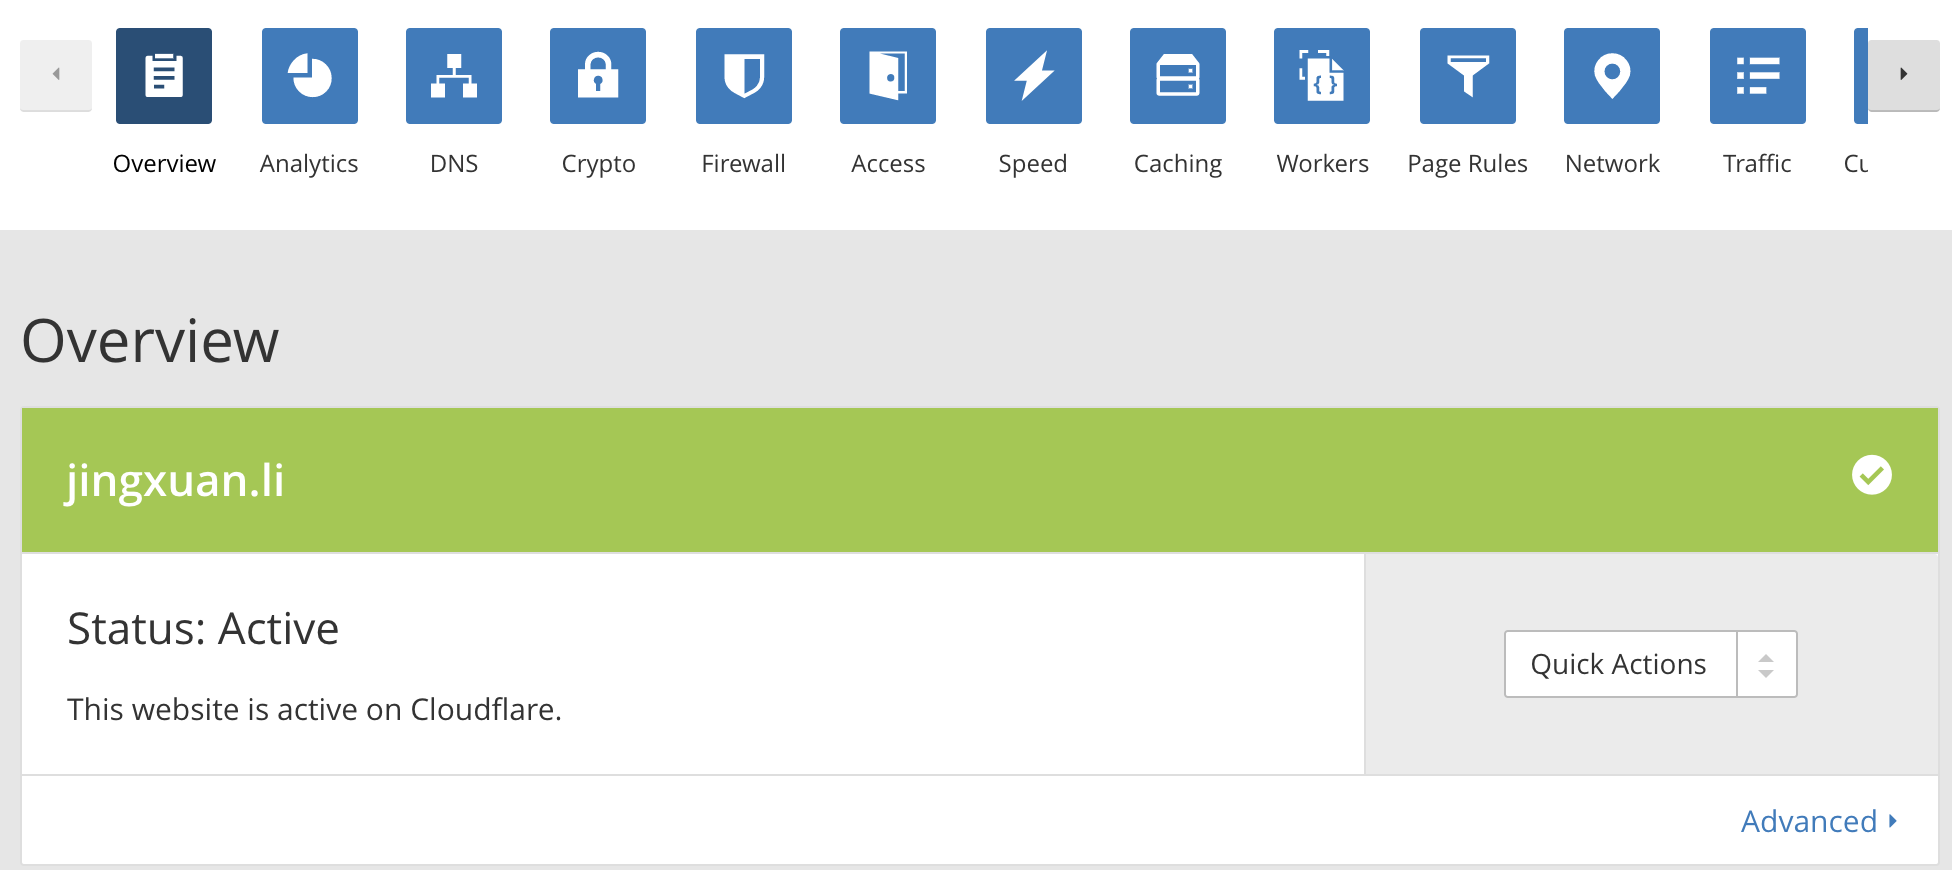 Overview Analytics DNS Crypto Firewall Access Speed Caching Workers Page Rules Network Traffic
Overview
jingxuan.li
Status: Active
Quick Actions
This website is active on Cloudflare.
Advanced